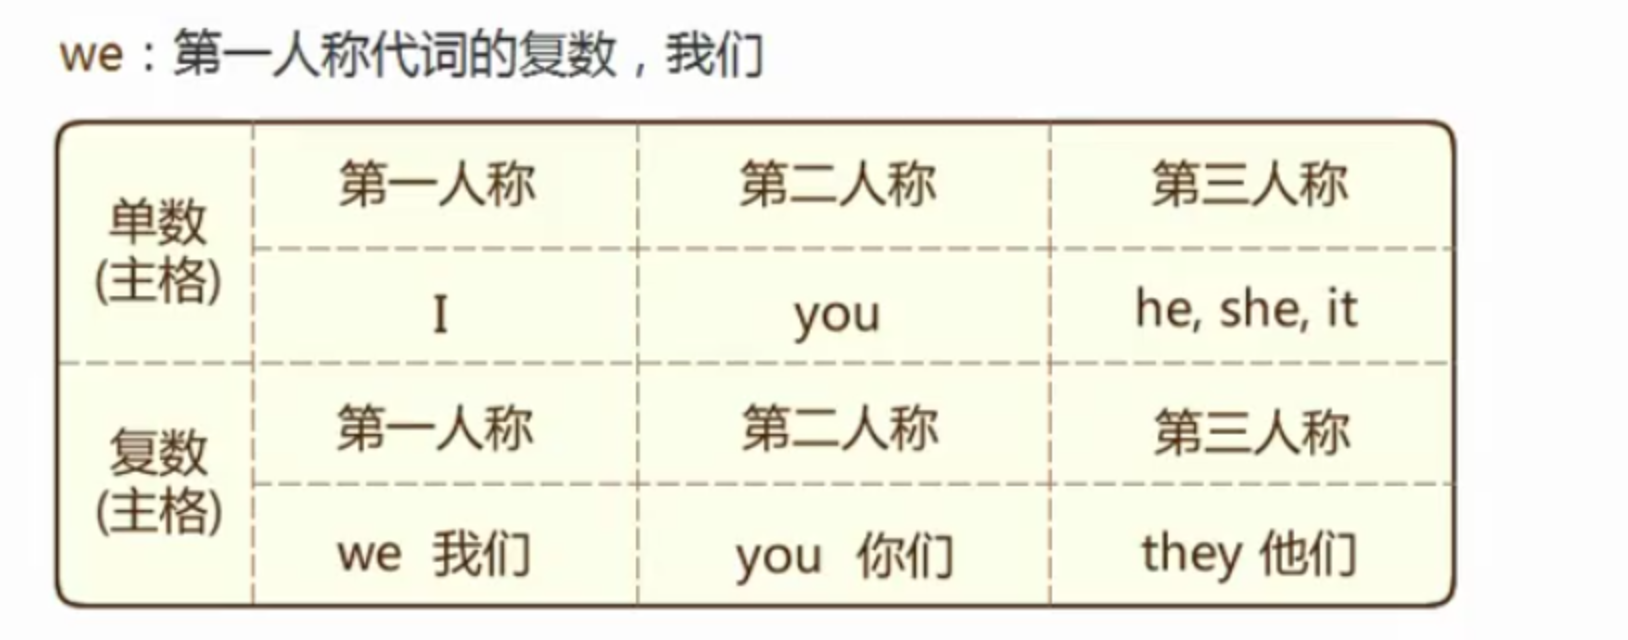 we：第一人称代词的复数，我们
第一人称 第二人称 第三人称
单数
(主格)
I you he, she, it
第一人称 第二人称 第三人称
复数
(主格)
we 我们 you 你们 they 他们